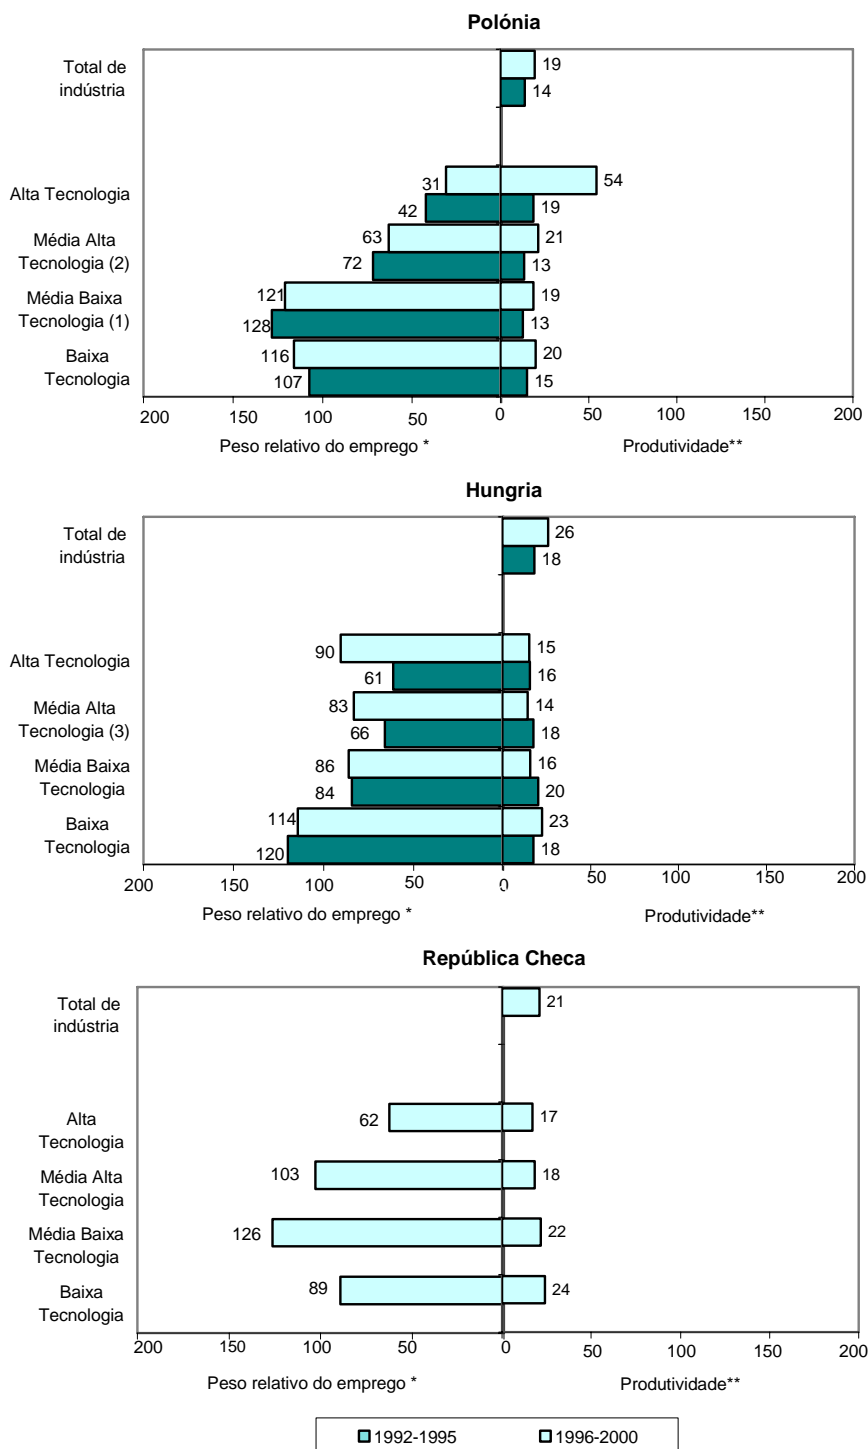 Polónia
Total de
indústria
19
14
Alta Tecnologia
31
54
42
19
Média Alta
Tecnologia (2)
63
21
72
13
Média Baixa
Tecnologia (1)
121
19
128
13
Baixa
Tecnologia
116
20
107
15
200 150 100 50 0 50 100 150 200
Peso relativo do emprego * Produtividade**
Hungria
Total de
indústria
26
18
Alta Tecnologia
90
15
61
16
Média Alta
Tecnologia (3)
83
14
66
18
Média Baixa
Tecnologia
86
16
84
20
Baixa
Tecnologia
114
23
120
18
200 150 100 50 0 50 100 150 200
Peso relativo do emprego * Produtividade**
República Checa
Total de
indústria
21
Alta
Tecnologia
62
17
Média Alta
Tecnologia
103
18
Média Baixa
Tecnologia
126
22
Baixa
Tecnologia
89
24
200 150 100 50 0 50 100 150 200
Peso relativo do emprego * Produtividade**
1992-1995 1996-2000